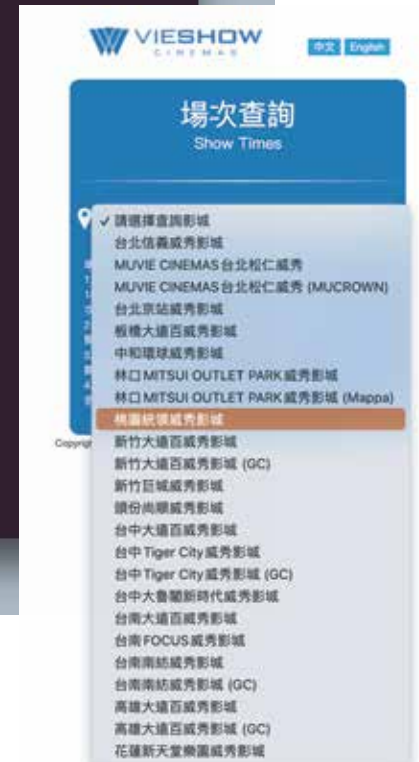 VIESHOW
CINEMAS
中文 English
場次查詢
Show Times
✓ 請選擇查詢影城
台北信義威秀影城
MUVIE CINEMAS 台北松仁威秀
MUVIE CINEMAS 台北松仁威秀 (MUCROWN)
台北京站威秀影城
板橋大遠百威秀影城
中和環球威秀影城
林口 MITSUI OUTLET PARK 威秀影城
林口 MITSUI OUTLET PARK 威秀影城 (Mappa)
桃園統領威秀影城
Copyrig
新竹大遠百威秀影城
新竹大遠百威秀影城 (GC)
新竹巨城威秀影城
頭份尚順威秀影城
台中大遠百威秀影城
台中 Tiger City 威秀影城
台中 Tiger City 威秀影城 (GC)
台中大魯閣新時代威秀影城
台南大遠百威秀影城
台南 FOCUS 威秀影城
台南南紡威秀影城
台南南紡威秀影城 (GC)
高雄大遠百威秀影城
高雄大遠百威秀影城 (GC)
花蓮新天堂樂園威秀影城